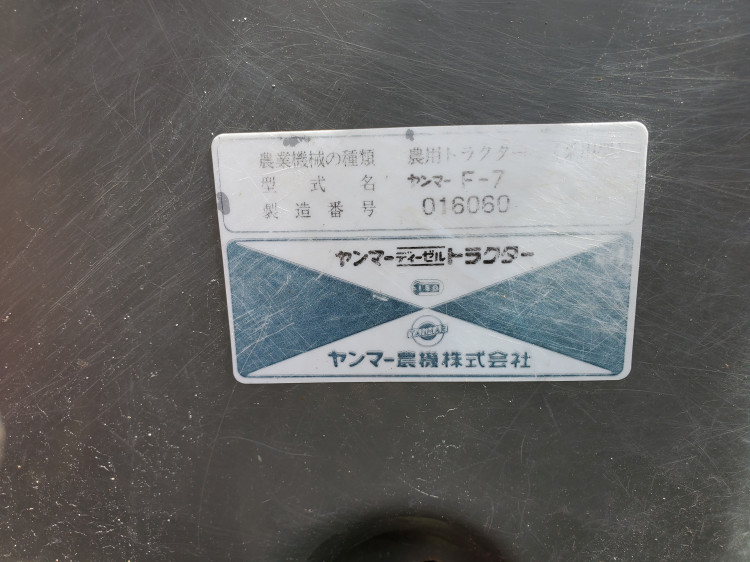 農業機械の種類 農用トラクター
型式名 ヤンマー F-7
製造番号 016060
ヤンマーディーゼルトラクター
YANMAR
ヤンマー農機株式会社